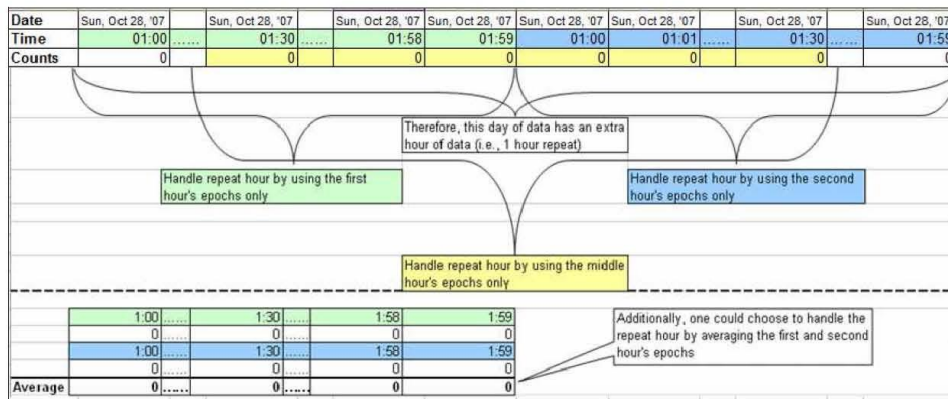 Date Sun, Oct 28, '07 Sun, Oct 28, '07 Sun, Oct 28, '07 Sun, Oct 28, '07 Sun, Oct 28, '07 Sun, Oct 28, '07 Sun, Oct 28, '07 Sun, Oct 28, '07
Time 01:00 ...... 01:30 ...... 01:58 01:59 01:00 01:01 ...... 01:30 ...... 01:59
Counts 0 0 0 0 0 0 0 0
Therefore, this day of data has an extra
hour of data (i.e., 1 hour repeat)
Handle repeat hour by using the first
hour's epochs only
Handle repeat hour by using the second
hour's epochs only
Handle repeat hour by using the middle
hour's epochs only
1:00 ...... 1:30 ...... 1:58 1:59
0 ...... 0 ...... 0 0
1:00 ...... 1:30 ...... 1:58 1:59
0 ...... 0 ...... 0 0
Average 0 ...... 0 ...... 0 0
Additionally, one could choose to handle the
repeat hour by averaging the first and second
hour's epochs